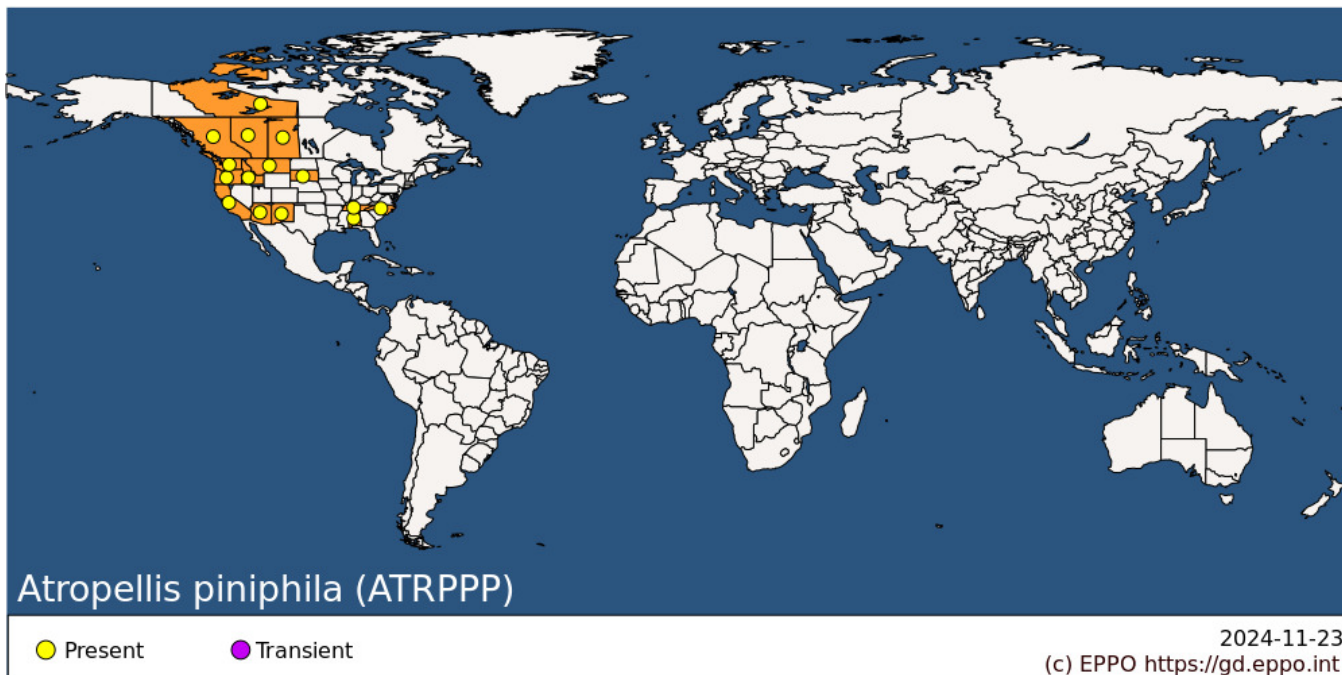 Atropellis piniphila (ATRPPP)
Present
Transient
2024-11-23
(c) EPPO https://gd.eppo.int